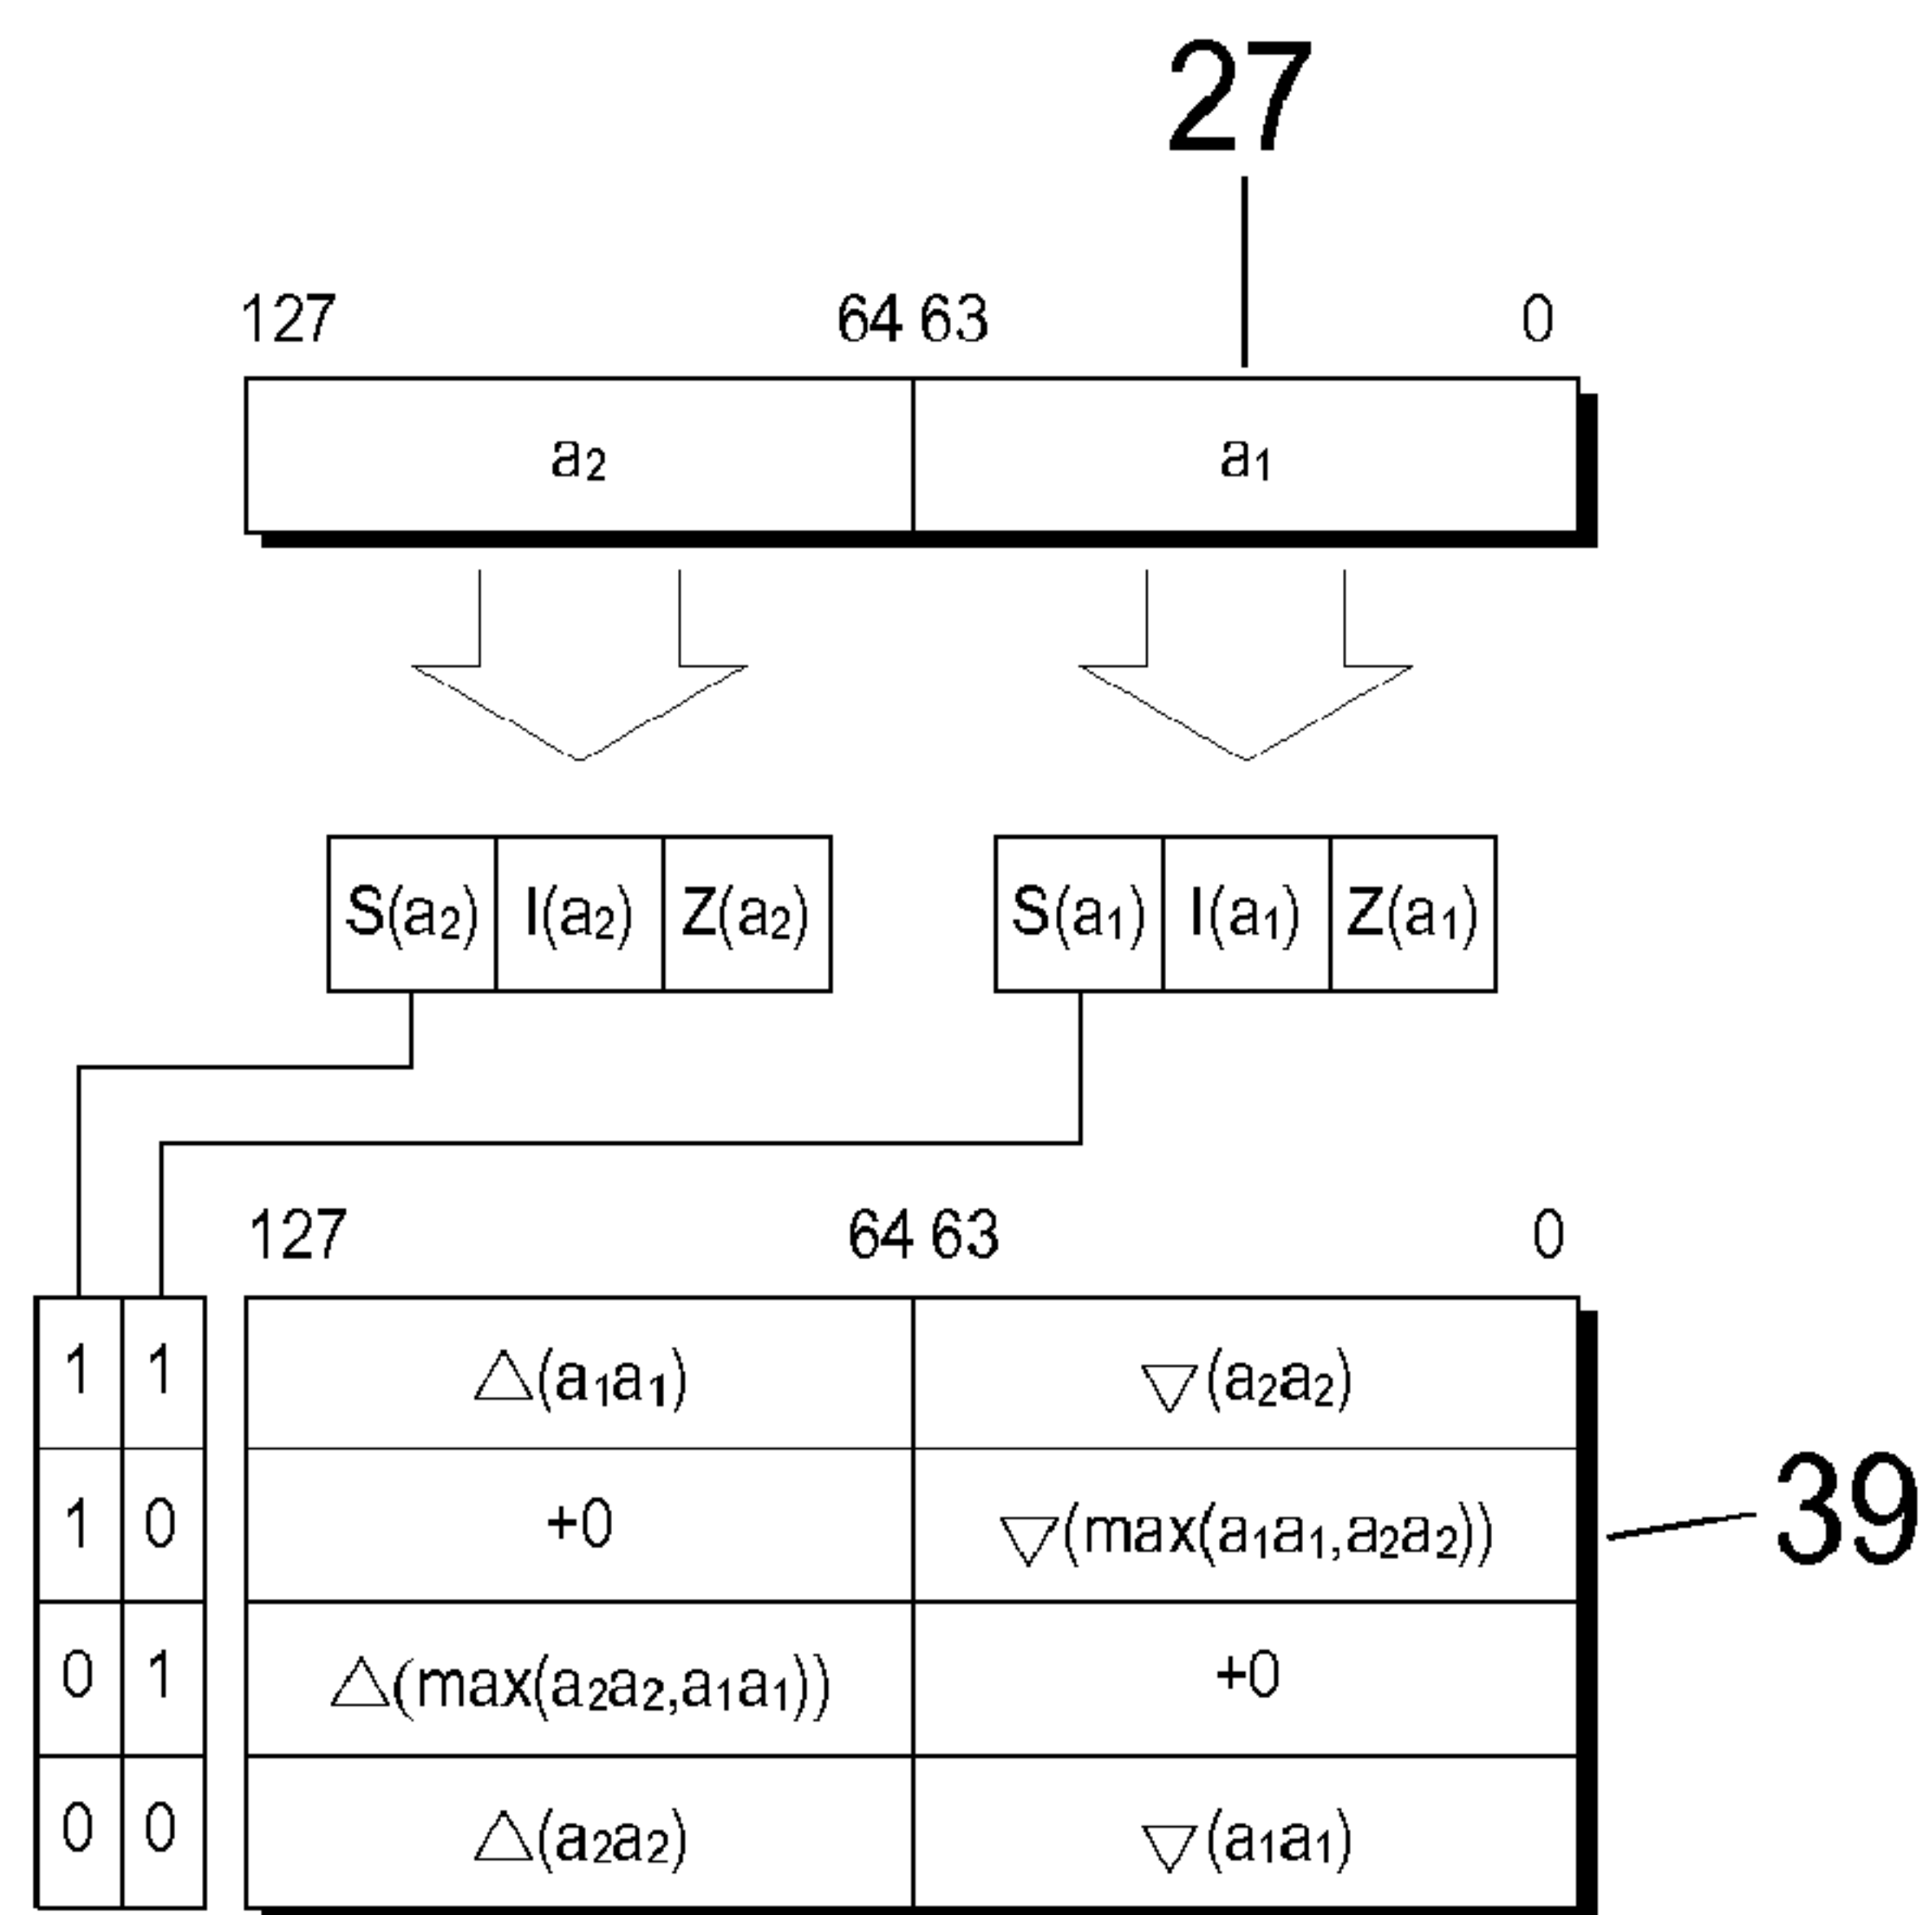 27
127 64 63 0
a₂ a₁
S(a₂) I(a₂) Z(a₂) S(a₁) I(a₁) Z(a₁)
127 64 63 0
1 1 △(a₁a₁) ▽(a₂a₂)
1 0 +0 ▽(max(a₁a₁,a₂a₂))
39
0 1 △(max(a₂a₂,a₁a₁)) +0
0 0 △(a₂a₂) ▽(a₁a₁)